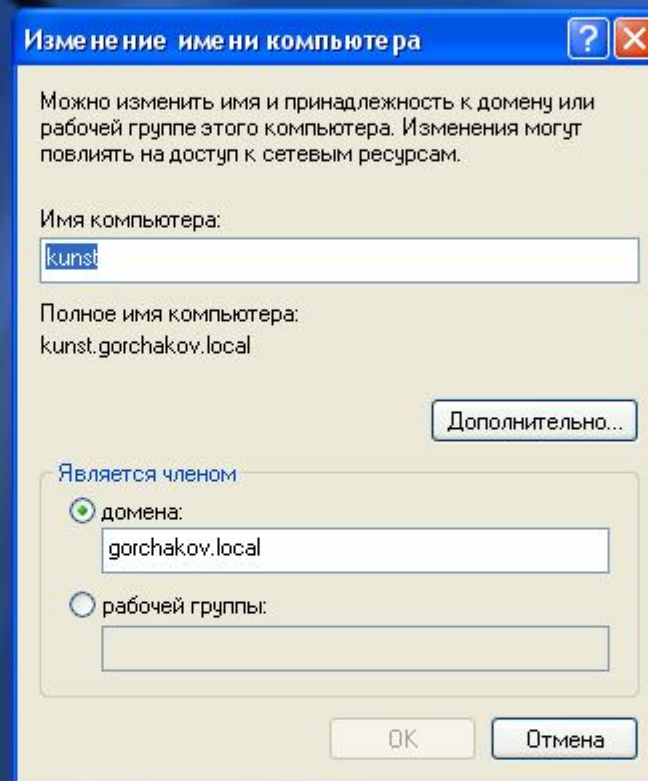 Изменение имени компьютера
Можно изменить имя и принадлежность к домену или
рабочей группе этого компьютера. Изменения могут
повлиять на доступ к сетевым ресурсам.
Имя компьютера:
kunst
Полное имя компьютера:
kunst.gorchakov.local
Дополнительно...
Является членом
домена:
gorchakov.local
рабочей группы:
OK
Отмена